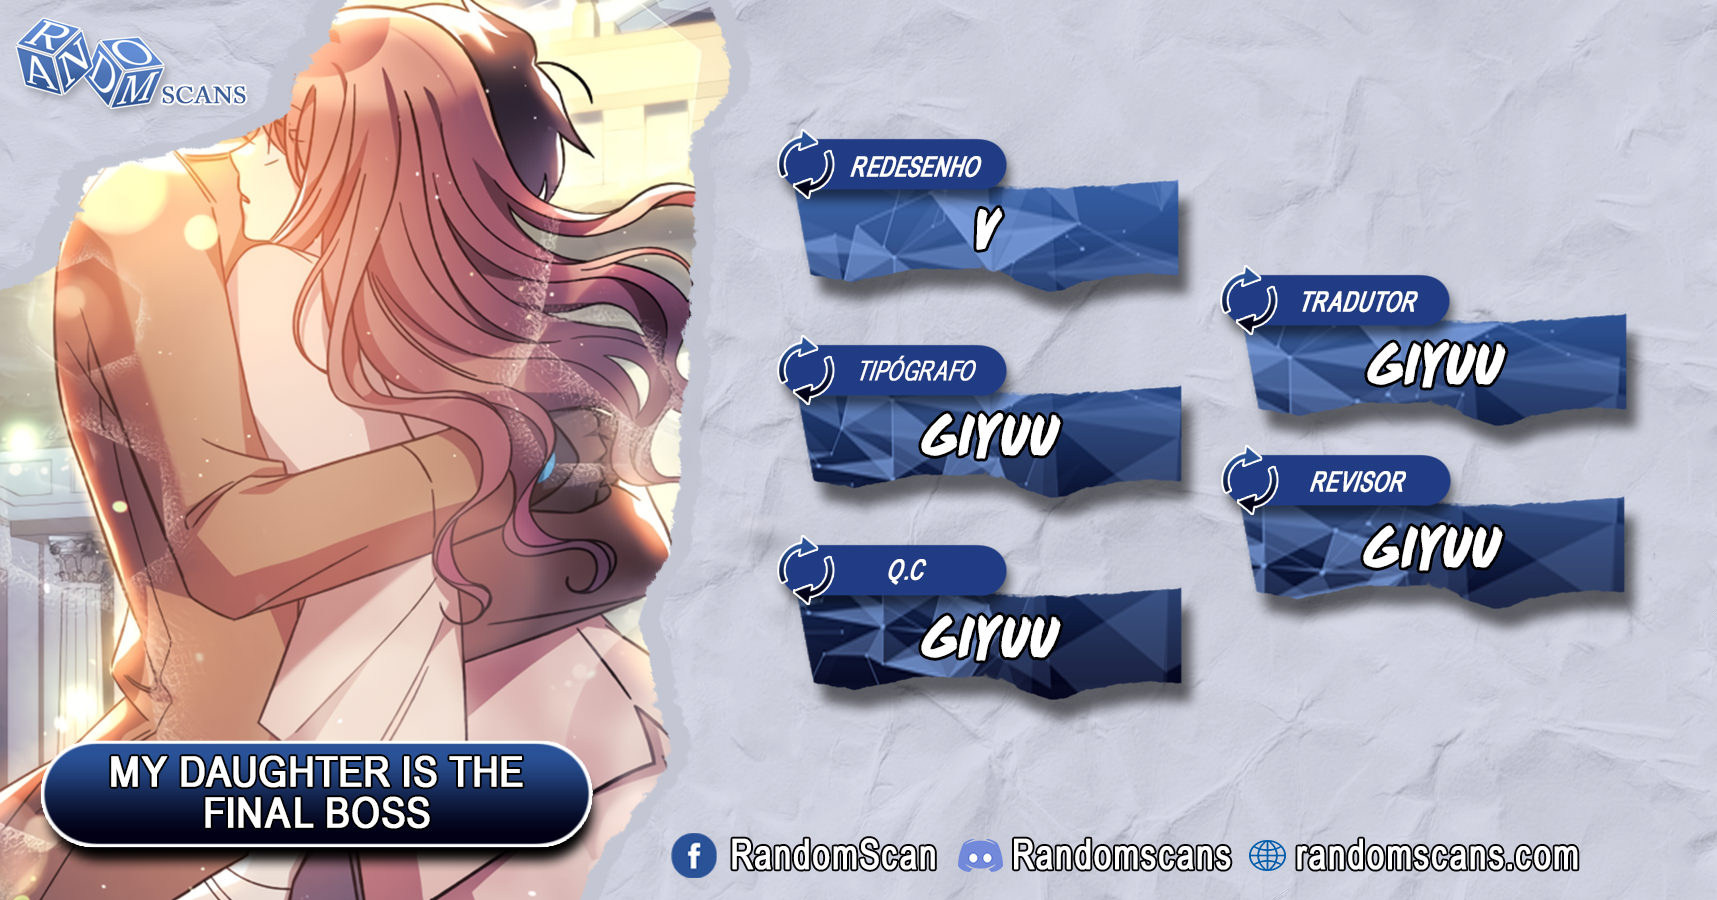 RANDOM SCANS
REDESENHO
V
TIPÓGRAFO
GIYUU
Q.C
GIYUU
TRADUTOR
GIYUU
REVISOR
GIYUU
MY DAUGHTER IS THE
FINAL BOSS
RandomScan
Randomscans
randomscans.com